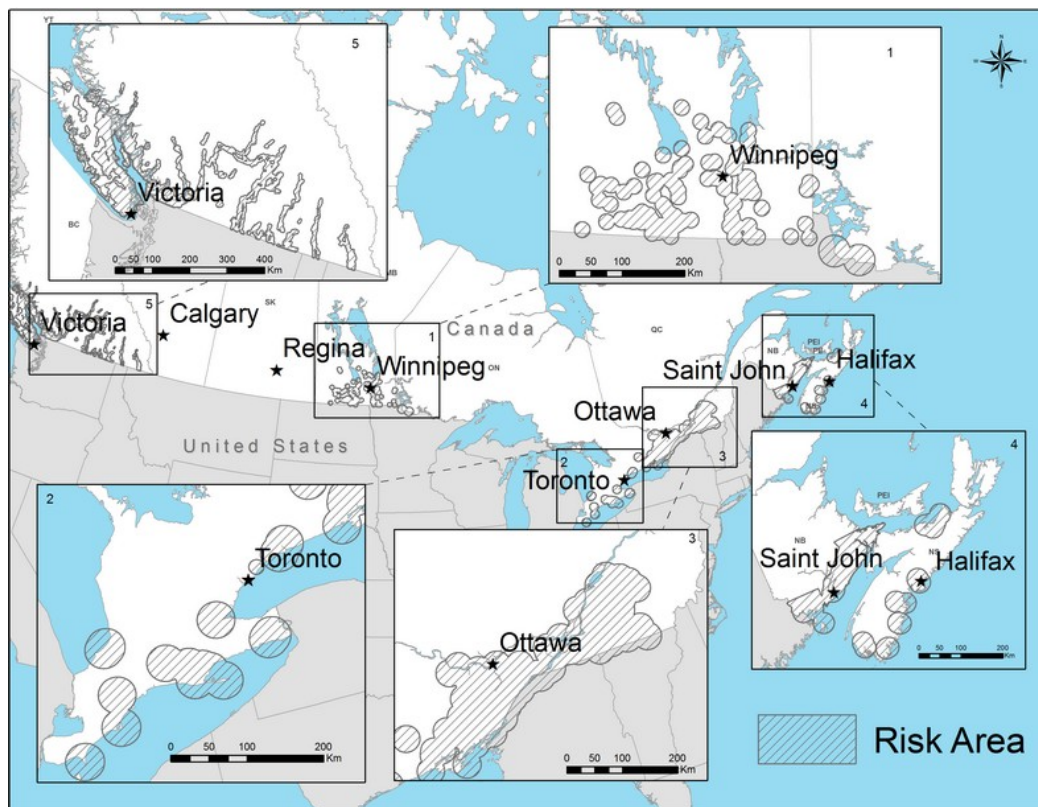 YT
5
Victoria
BC
0 50 100 200 300 400
Km
1
Winnipeg
0 50 100 200
Km
N
W E
S
MB
SK
5
Victoria
Calgary
Regina
1
Winnipeg
Canada
ON
QC
United States
NB
PEI
Saint John
Halifax
NS
4
Ottawa
3
2
Toronto
2
Toronto
0 50 100 200
Km
3
Ottawa
0 50 100 200
Km
4
PEI
NB
NS
Saint John
Halifax
0 50 100 200
Km
Risk Area